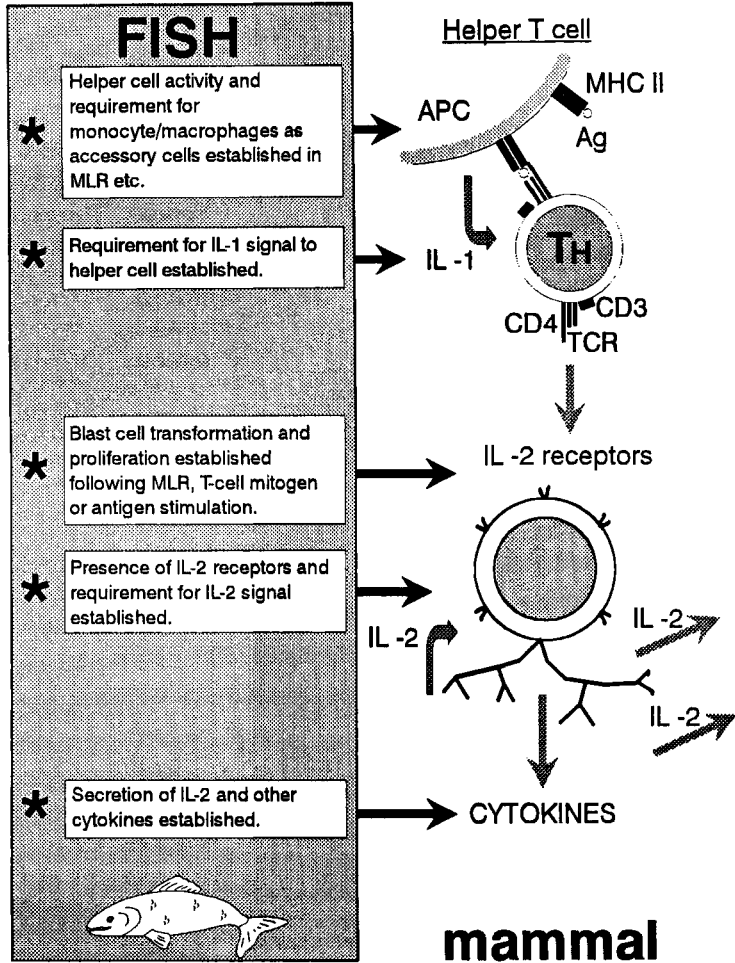 FISH
*
Helper cell activity and
requirement for
monocyte/macrophages as
accessory cells established in
MLR etc.
*
Requirement for IL-1 signal to
helper cell established.
*
Blast cell transformation and
proliferation established
following MLR, T-cell mitogen
or antigen stimulation.
*
Presence of IL-2 receptors and
requirement for IL-2 signal
established.
*
Secretion of IL-2 and other
cytokines established.
Helper T cell
MHC II
APC
Ag
IL -1
TH
CD4
CD3
TCR
IL -2 receptors
IL -2
IL -2
IL -2
CYTOKINES
mammal